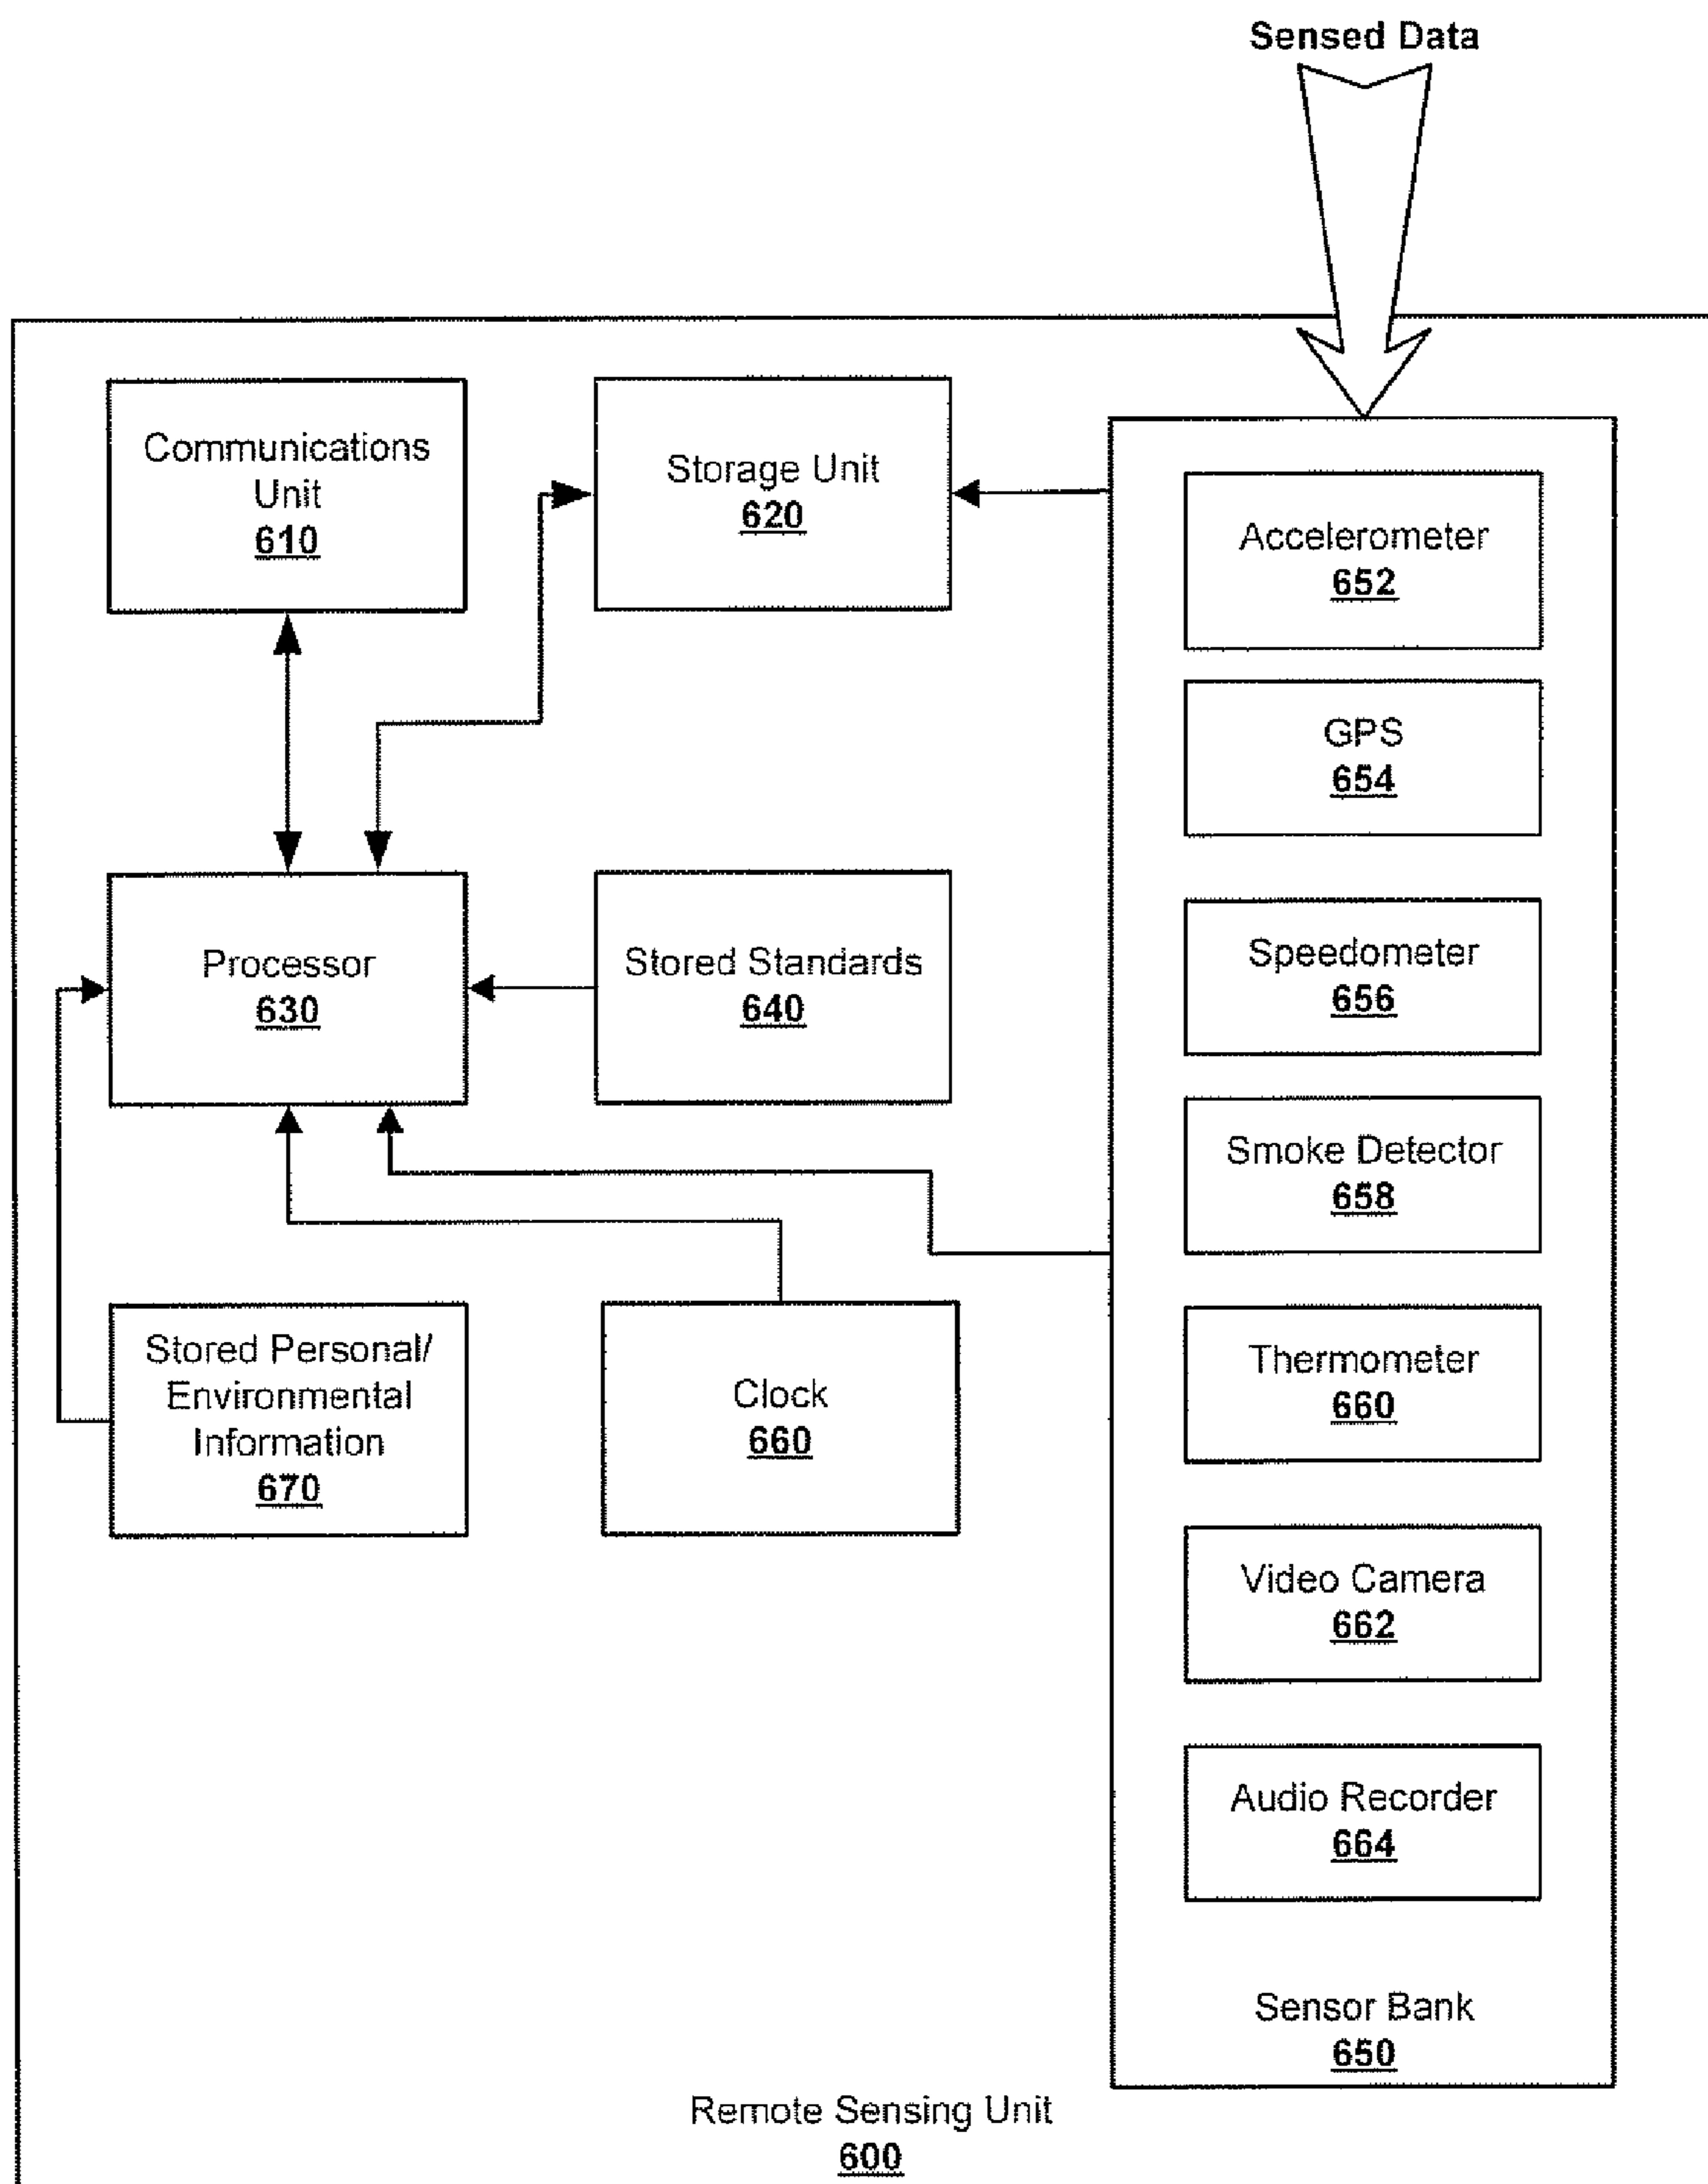 Sensed Data
Communications
Unit
610
Storage Unit
620
Accelerometer
652
GPS
654
Processor
630
Stored Standards
640
Speedometer
656
Smoke Detector
658
Stored Personal/
Environmental
Information
670
Clock
660
Thermometer
660
Video Camera
662
Audio Recorder
664
Sensor Bank
650
Remote Sensing Unit
600